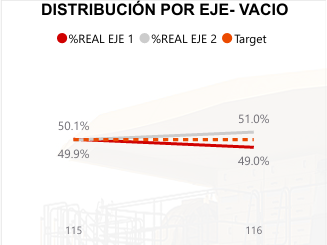 DISTRIBUCIÓN POR EJE- VACIO
%REAL EJE 1 %REAL EJE 2 Target
50.1% 51.0%
49.9% 49.0%
115 116